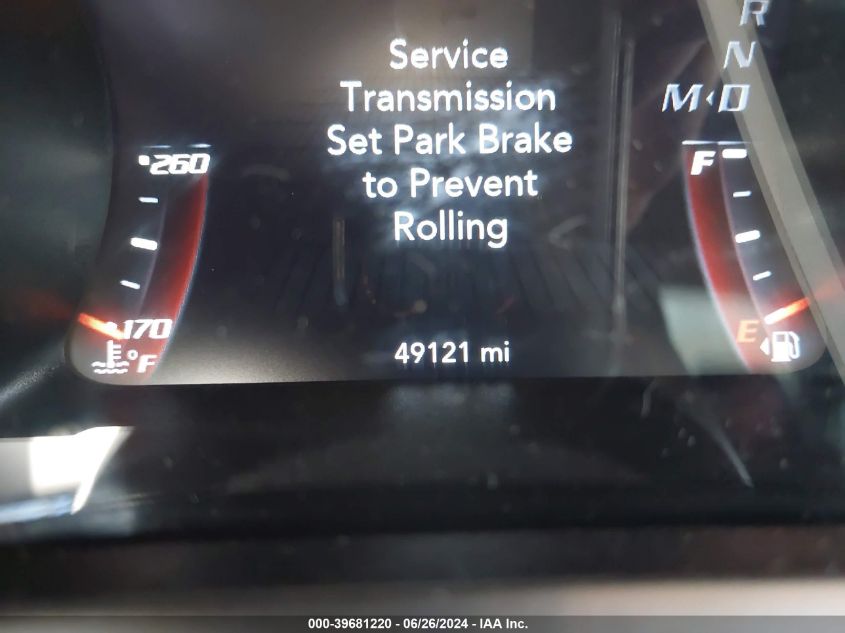 R
N
M D
Service
Transmission
Set Park Brake
to Prevent
Rolling
260
F
170
°F
E
49121 mi
000-39681220 / 06/26/2024 - IAA Inc.